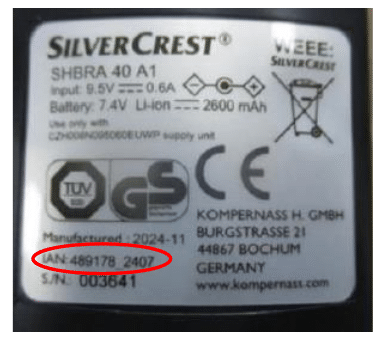 SILVERCREST®
WEEE:
SILVERCREST
SHBRA 40 A1
Input: 9.5V 0.6A
Battery: 7.4V Li-ion 2600 mAh
Use only with
CZH008N095060EUWP supply unit
TÜV
SÜD
GS
CE
Manufactured : 2024-11
IAN: 489178_2407
S/N.: 003641
KOMPERNASS H. GMBH
BURGSTRASSE 21
44867 BOCHUM
GERMANY
www.kompernass.com